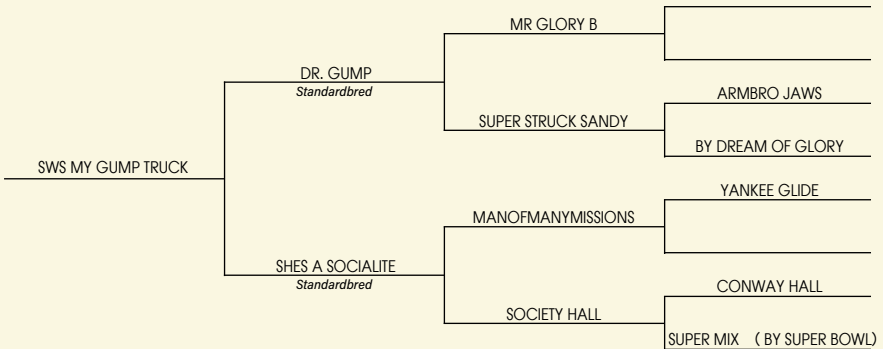 MR GLORY B
DR. GUMP
Standardbred
ARMBRO JAWS
SUPER STRUCK SANDY
BY DREAM OF GLORY
SWS MY GUMP TRUCK
YANKEE GLIDE
MANOFMANYMISSIONS
SHES A SOCIALITE
Standardbred
CONWAY HALL
SOCIETY HALL
SUPER MIX ( BY SUPER BOWL)